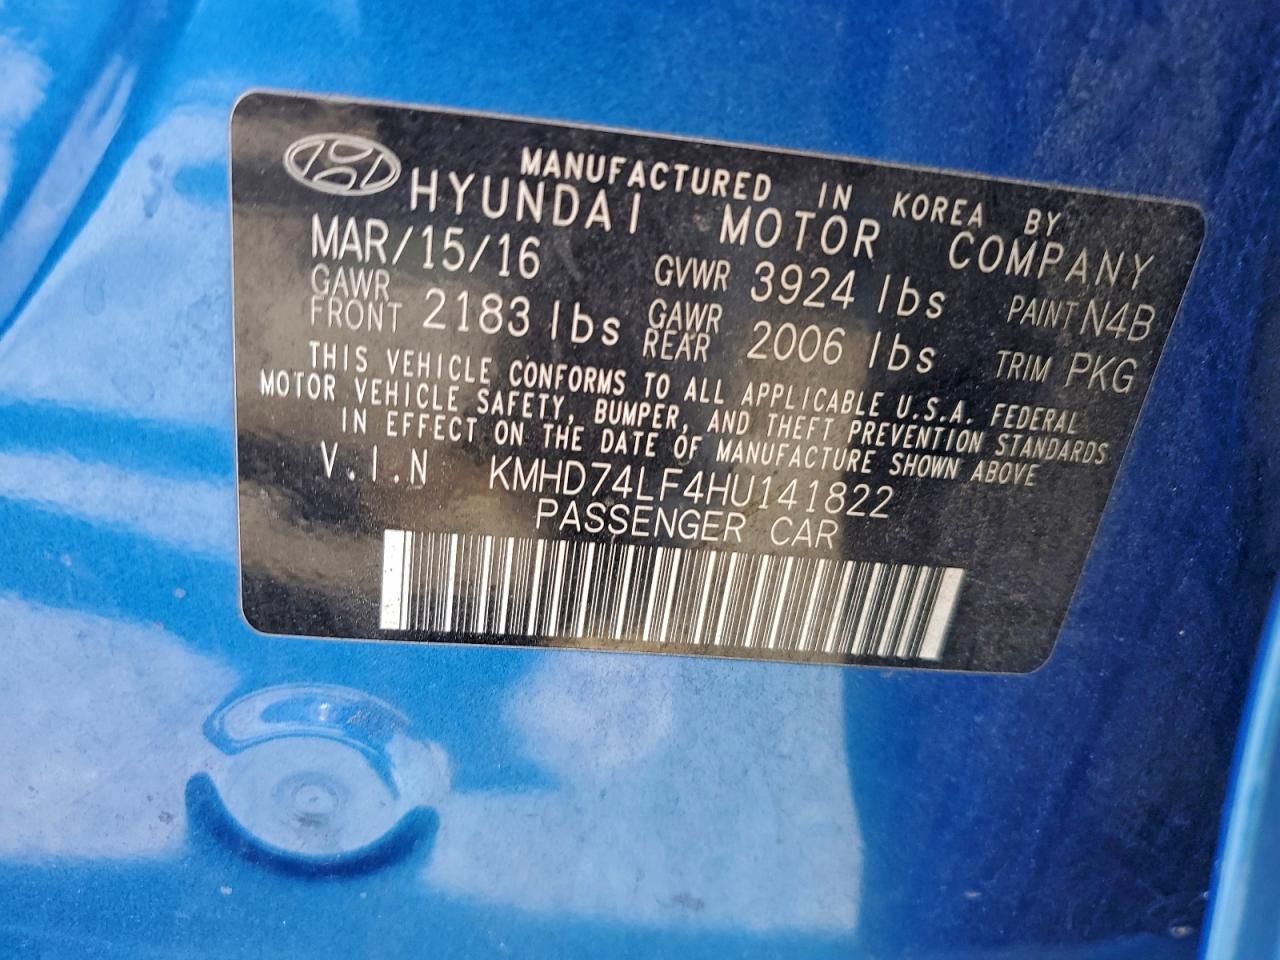 MANUFACTURED IN KOREA BY
HYUNDAI MOTOR COMPANY
MAR/15/16 GVWR 3924 lbs PAINT N4B
GAWR FRONT 2183 lbs GAWR REAR 2006 lbs TRIM PKG
THIS VEHICLE CONFORMS TO ALL APPLICABLE U.S.A. FEDERAL
MOTOR VEHICLE SAFETY, BUMPER, AND THEFT PREVENTION STANDARDS
IN EFFECT ON THE DATE OF MANUFACTURE SHOWN ABOVE
V.I.N KMHD74LF4HU141822
PASSENGER CAR